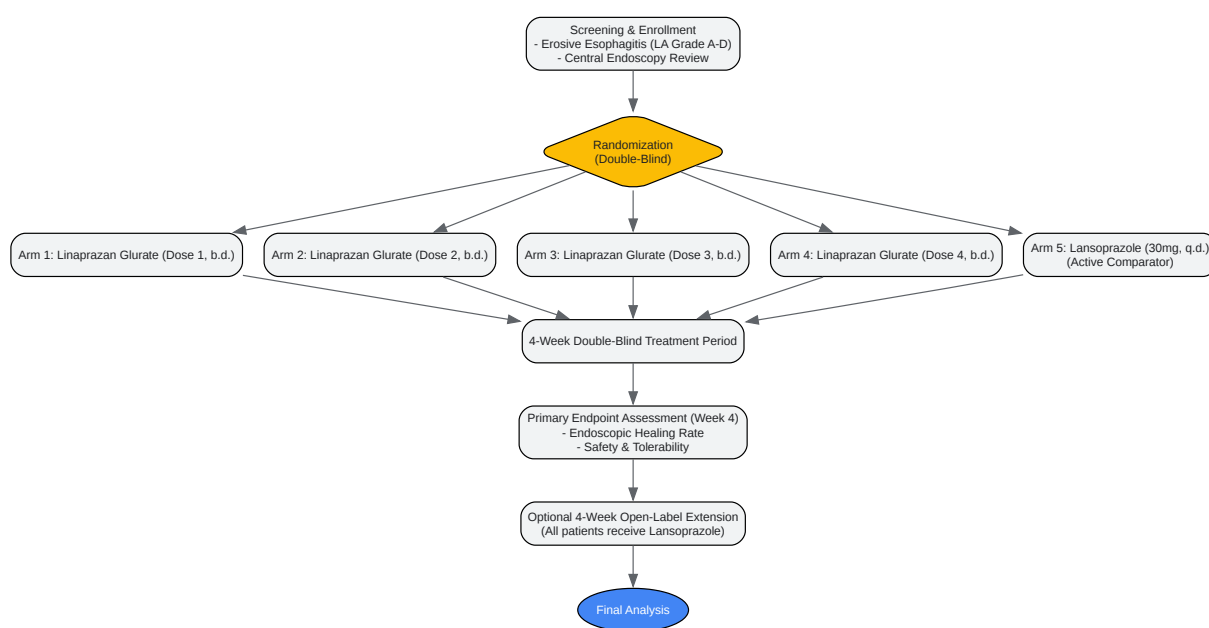 Screening & Enrollment
- Erosive Esophagitis (LA Grade A-D)
- Central Endoscopy Review
Randomization
(Double-Blind)
Arm 1: Linaprazan Glurate (Dose 1, b.d.)
Arm 2: Linaprazan Glurate (Dose 2, b.d.)
Arm 3: Linaprazan Glurate (Dose 3, b.d.)
Arm 4: Linaprazan Glurate (Dose 4, b.d.)
Arm 5: Lansoprazole (30mg, q.d.)
(Active Comparator)
4-Week Double-Blind Treatment Period
Primary Endpoint Assessment (Week 4)
- Endoscopic Healing Rate
- Safety & Tolerability
Optional 4-Week Open-Label Extension
(All patients receive Lansoprazole)
Final Analysis